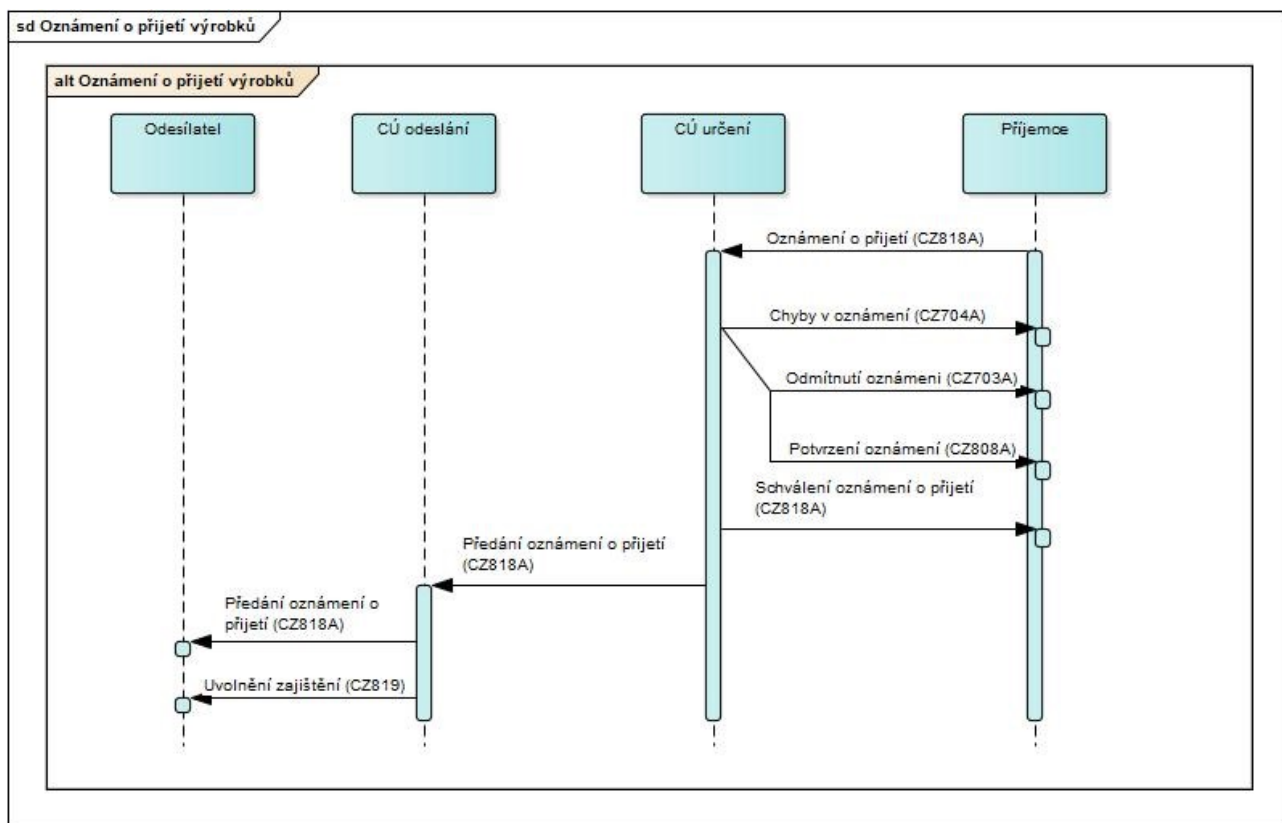 sd Oznámení o přijetí výrobků
alt Oznámení o přijetí výrobků
Odesílatel
CÚ odeslání
CÚ určení
Příjemce
Oznámení o přijetí (CZ818A)
Chyby v oznámení (CZ704A)
Odmítnutí oznámeni (CZ703A)
Potvrzení oznámení (CZ808A)
Schválení oznámení o přijetí
(CZ818A)
Předání oznámení o přijetí
(CZ818A)
Předání oznámení o
přijetí (CZ818A)
Uvolnění zajištění (CZ819)